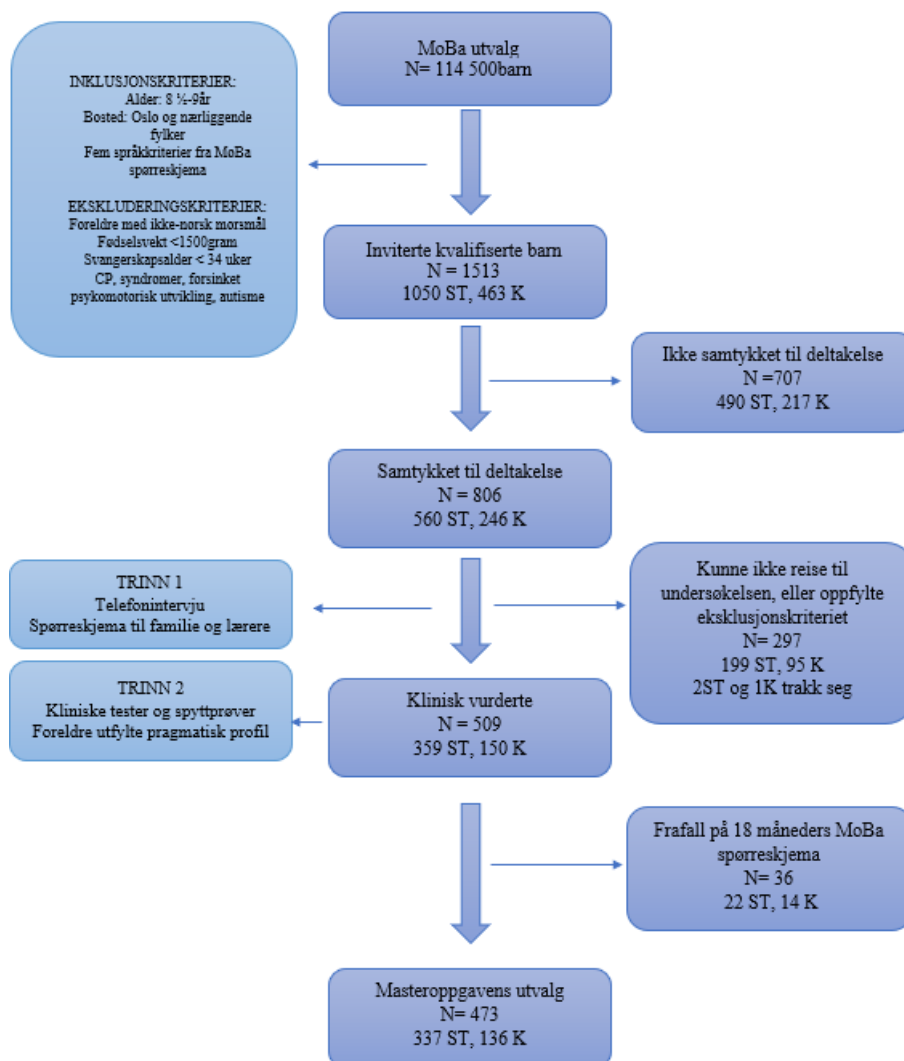 MoBa utvalg
N= 114 500barn
INKLUSJONSKRITERIER:
Alder: 8 ½-9år
Bosted: Oslo og nærliggende
fylker
Fem språkkriterier fra MoBa
spørreskjema
EKSKLUDERINGSKRITERIER:
Foreldre med ikke-norsk morsmål
Fødselsvekt <1500gram
Svangerskapsalder < 34 uker
CP, syndromer, forsinket
psykomotorisk utvikling, autisme
Inviterte kvalifiserte barn
N = 1513
1050 ST, 463 K
Ikke samtykket til deltakelse
N =707
490 ST, 217 K
Samtykket til deltakelse
N = 806
560 ST, 246 K
Kunne ikke reise til
undersøkelsen, eller oppfylte
eksklusjonskriteriet
N= 297
199 ST, 95 K
2ST og 1K trakk seg
TRINN 1
Telefonintervju
Spørreskjema til familie og lærere
TRINN 2
Kliniske tester og spyttprøver
Foreldre utfylte pragmatisk profil
Klinisk vurderte
N = 509
359 ST, 150 K
Frafall på 18 måneders MoBa
spørreskjema
N= 36
22 ST, 14 K
Masteroppgavens utvalg
N= 473
337 ST, 136 K